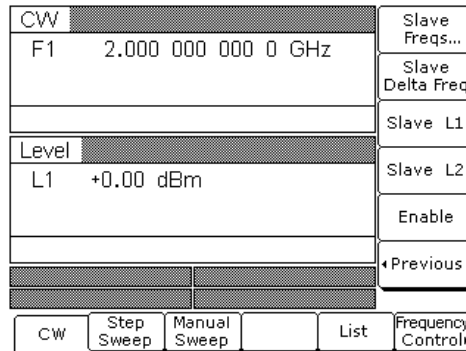 CW
F1 2.000 000 000 0 GHz
Level
L1 +0.00 dBm
Slave
Freqs...
Slave
Delta Freq
Slave L1
Slave L2
Enable
Previous
CW
Step
Sweep
Manual
Sweep
List
Frequency
Control